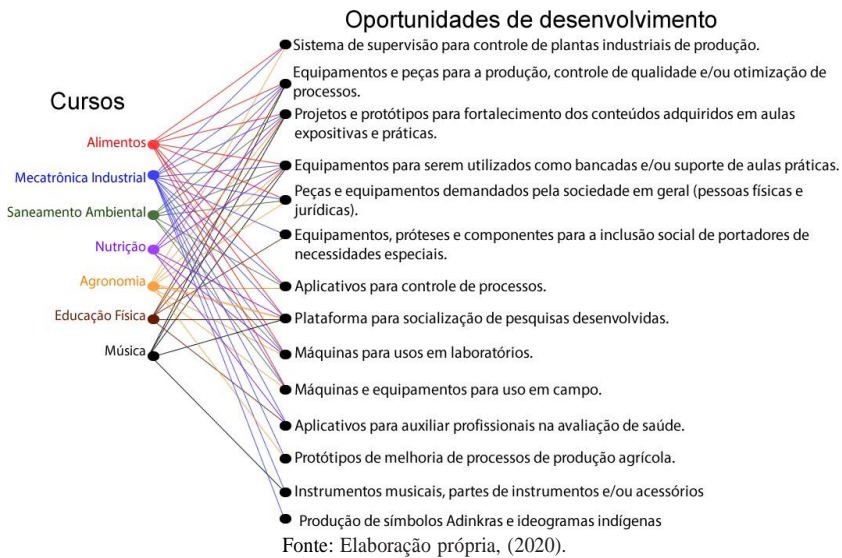 Oportunidades de desenvolvimento
Cursos
Alimentos
Mecatrônica Industrial
Saneamento Ambiental
Nutrição
Agronomia
Educação Física
Música
Sistema de supervisão para controle de plantas industriais de produção.
Equipamentos e peças para a produção, controle de qualidade e/ou otimização de
processos.
Projetos e protótipos para fortalecimento dos conteúdos adquiridos em aulas
expositivas e práticas.
Equipamentos para serem utilizados como bancadas e/ou suporte de aulas práticas.
Peças e equipamentos demandados pela sociedade em geral (pessoas físicas e
jurídicas).
Equipamentos, próteses e componentes para a inclusão social de portadores de
necessidades especiais.
Aplicativos para controle de processos.
Plataforma para socialização de pesquisas desenvolvidas.
Máquinas para usos em laboratórios.
Máquinas e equipamentos para uso em campo.
Aplicativos para auxiliar profissionais na avaliação de saúde.
Protótipos de melhoria de processos de produção agrícola.
Instrumentos musicais, partes de instrumentos e/ou acessórios
Produção de símbolos Adinkras e ideogramas indígenas
Fonte: Elaboração própria, (2020).